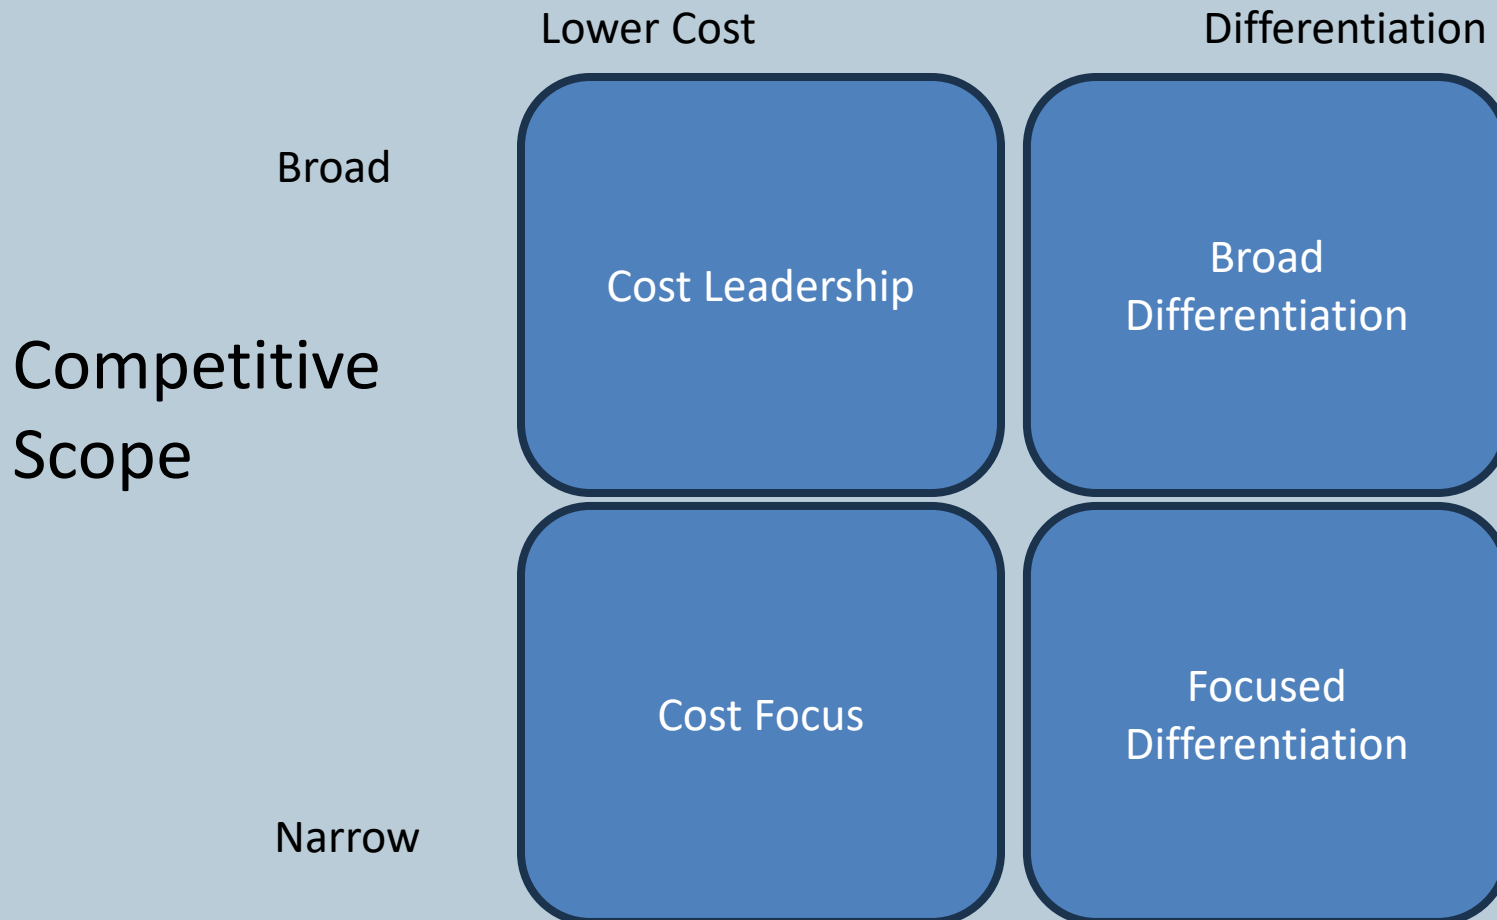 Lower Cost
Differentiation
Broad
Cost Leadership
Broad
Differentiation
Competitive
Scope
Cost Focus
Focused
Differentiation
Narrow